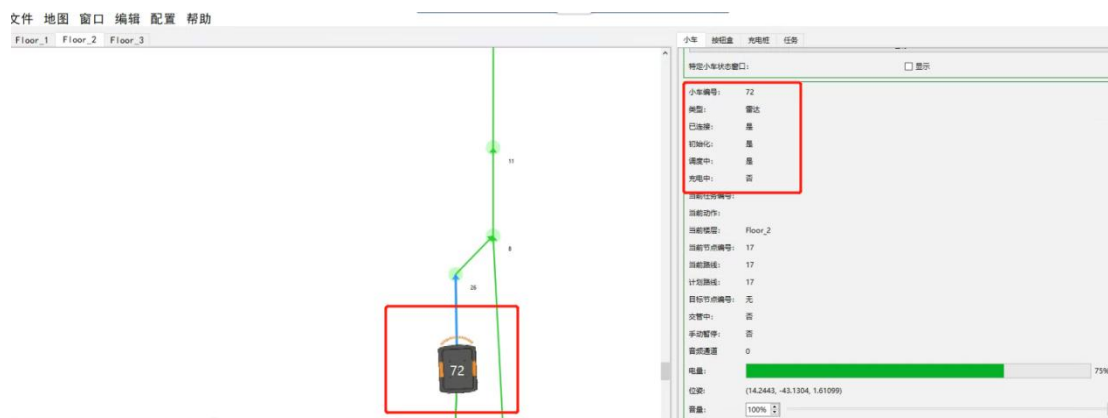 文件 地图 窗口 编辑 配置 帮助
Floor_1 Floor_2 Floor_3
小车 按钮盒 充电桩 任务
特定小车状态窗口: 显示
小车编号: 72
类型: 雷达
已连接: 是
初始化: 是
调度中: 是
充电中: 否
当前任务编号:
当前动作:
当前楼层: Floor_2
当前节点编号: 17
当前路线: 17
计划路线: 17
目标节点编号: 无
交管中: 否
手动暂停: 否
音频通道 0
电量: 75%
位姿: (14.2443, -43.1304, 1.61099)
音量: 100%
11
8
26
72